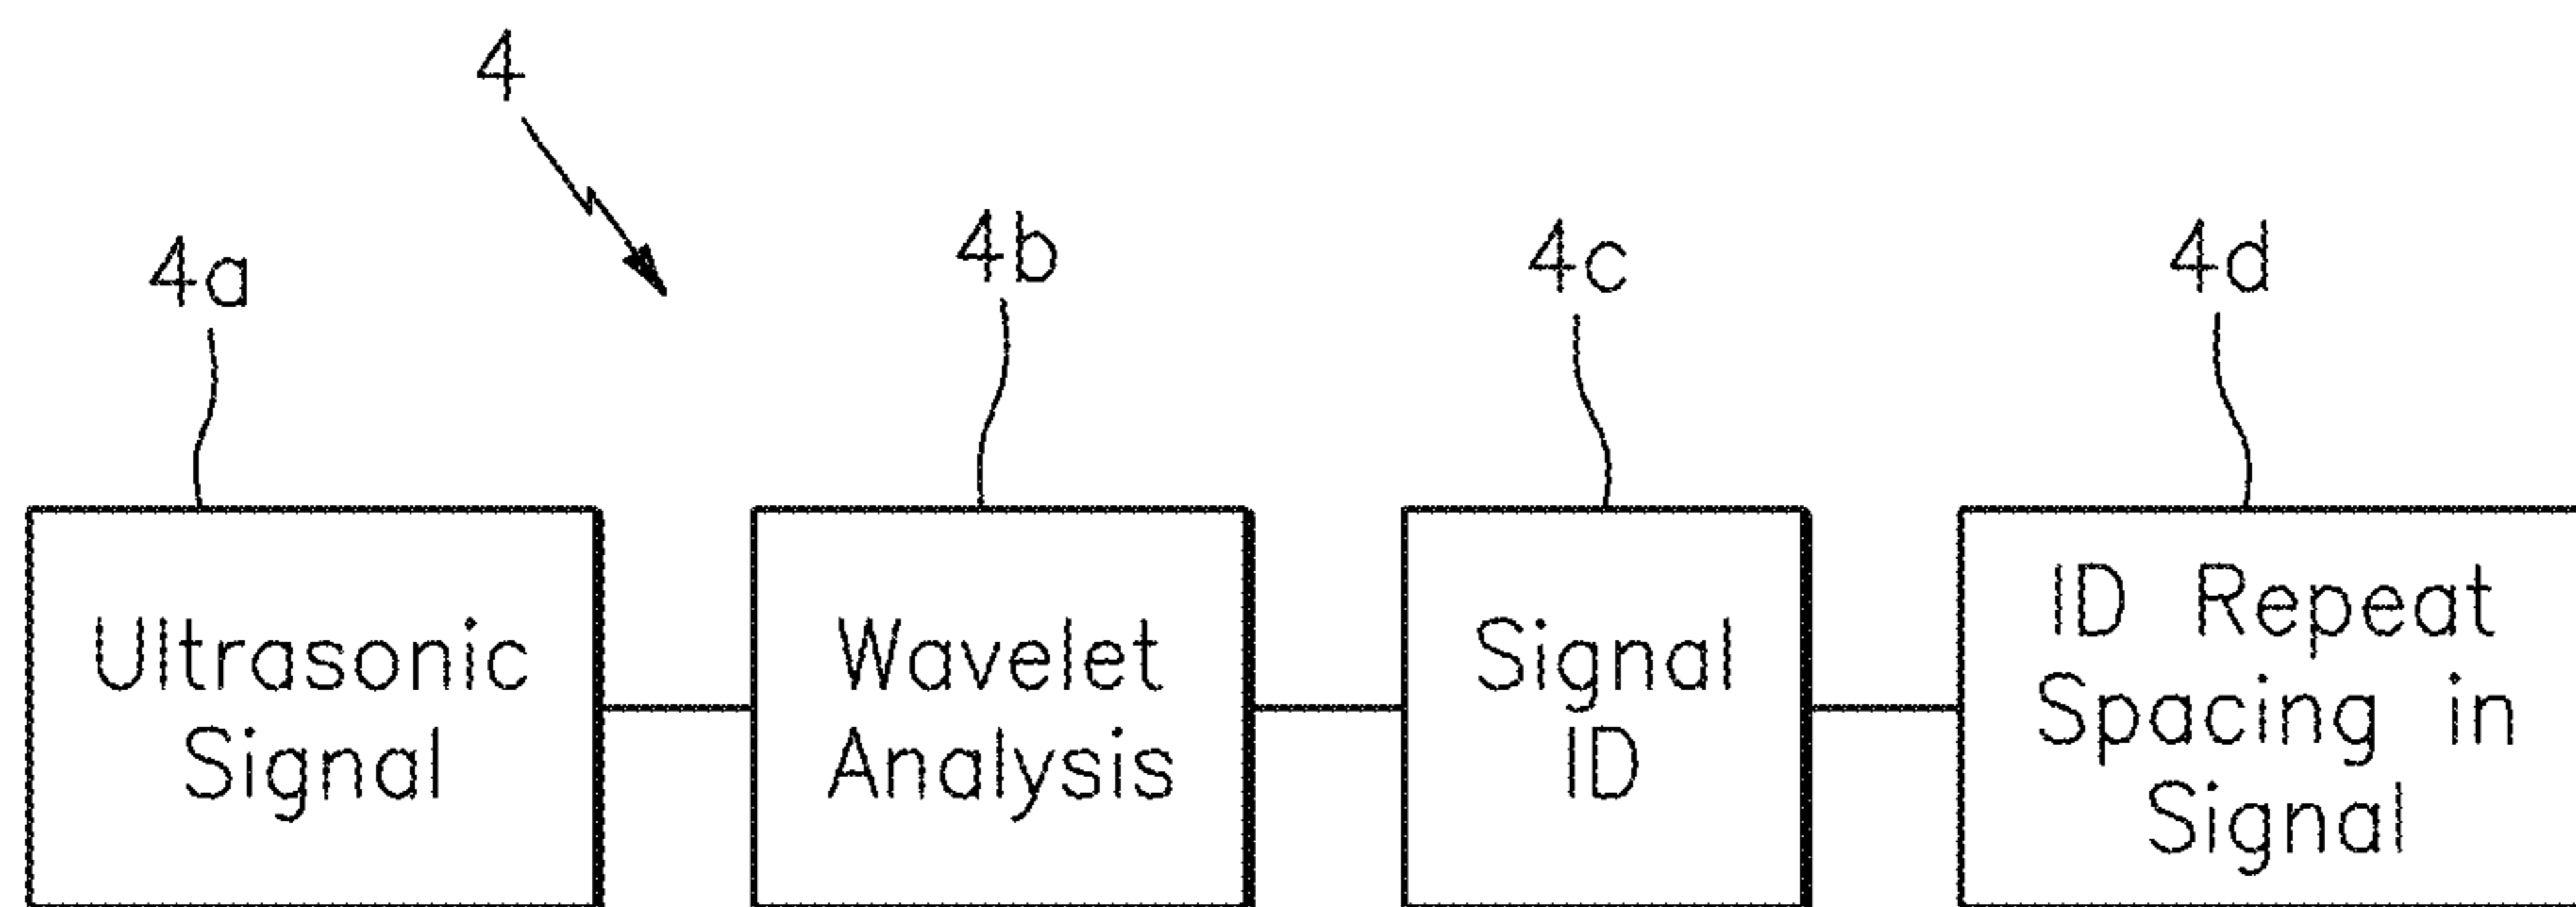 4
4a
4b
4c
4d
Ultrasonic
Signal
Wavelet
Analysis
Signal
ID
ID Repeat
Spacing in
Signal